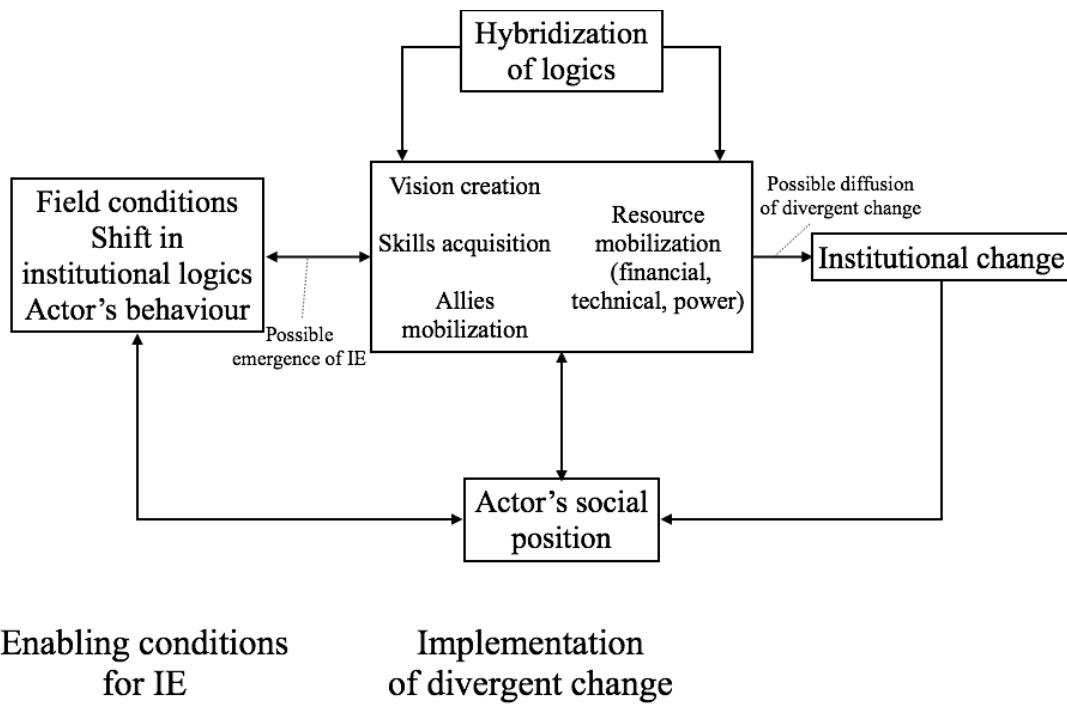 Hybridization
of logics
Field conditions
Shift in
institutional logics
Actor’s behaviour
Possible
emergence of IE
Vision creation
Skills acquisition
Allies
mobilization
Resource
mobilization
(financial,
technical, power)
Possible diffusion
of divergent change
Institutional change
Actor’s social
position
Enabling conditions
for IE
Implementation
of divergent change